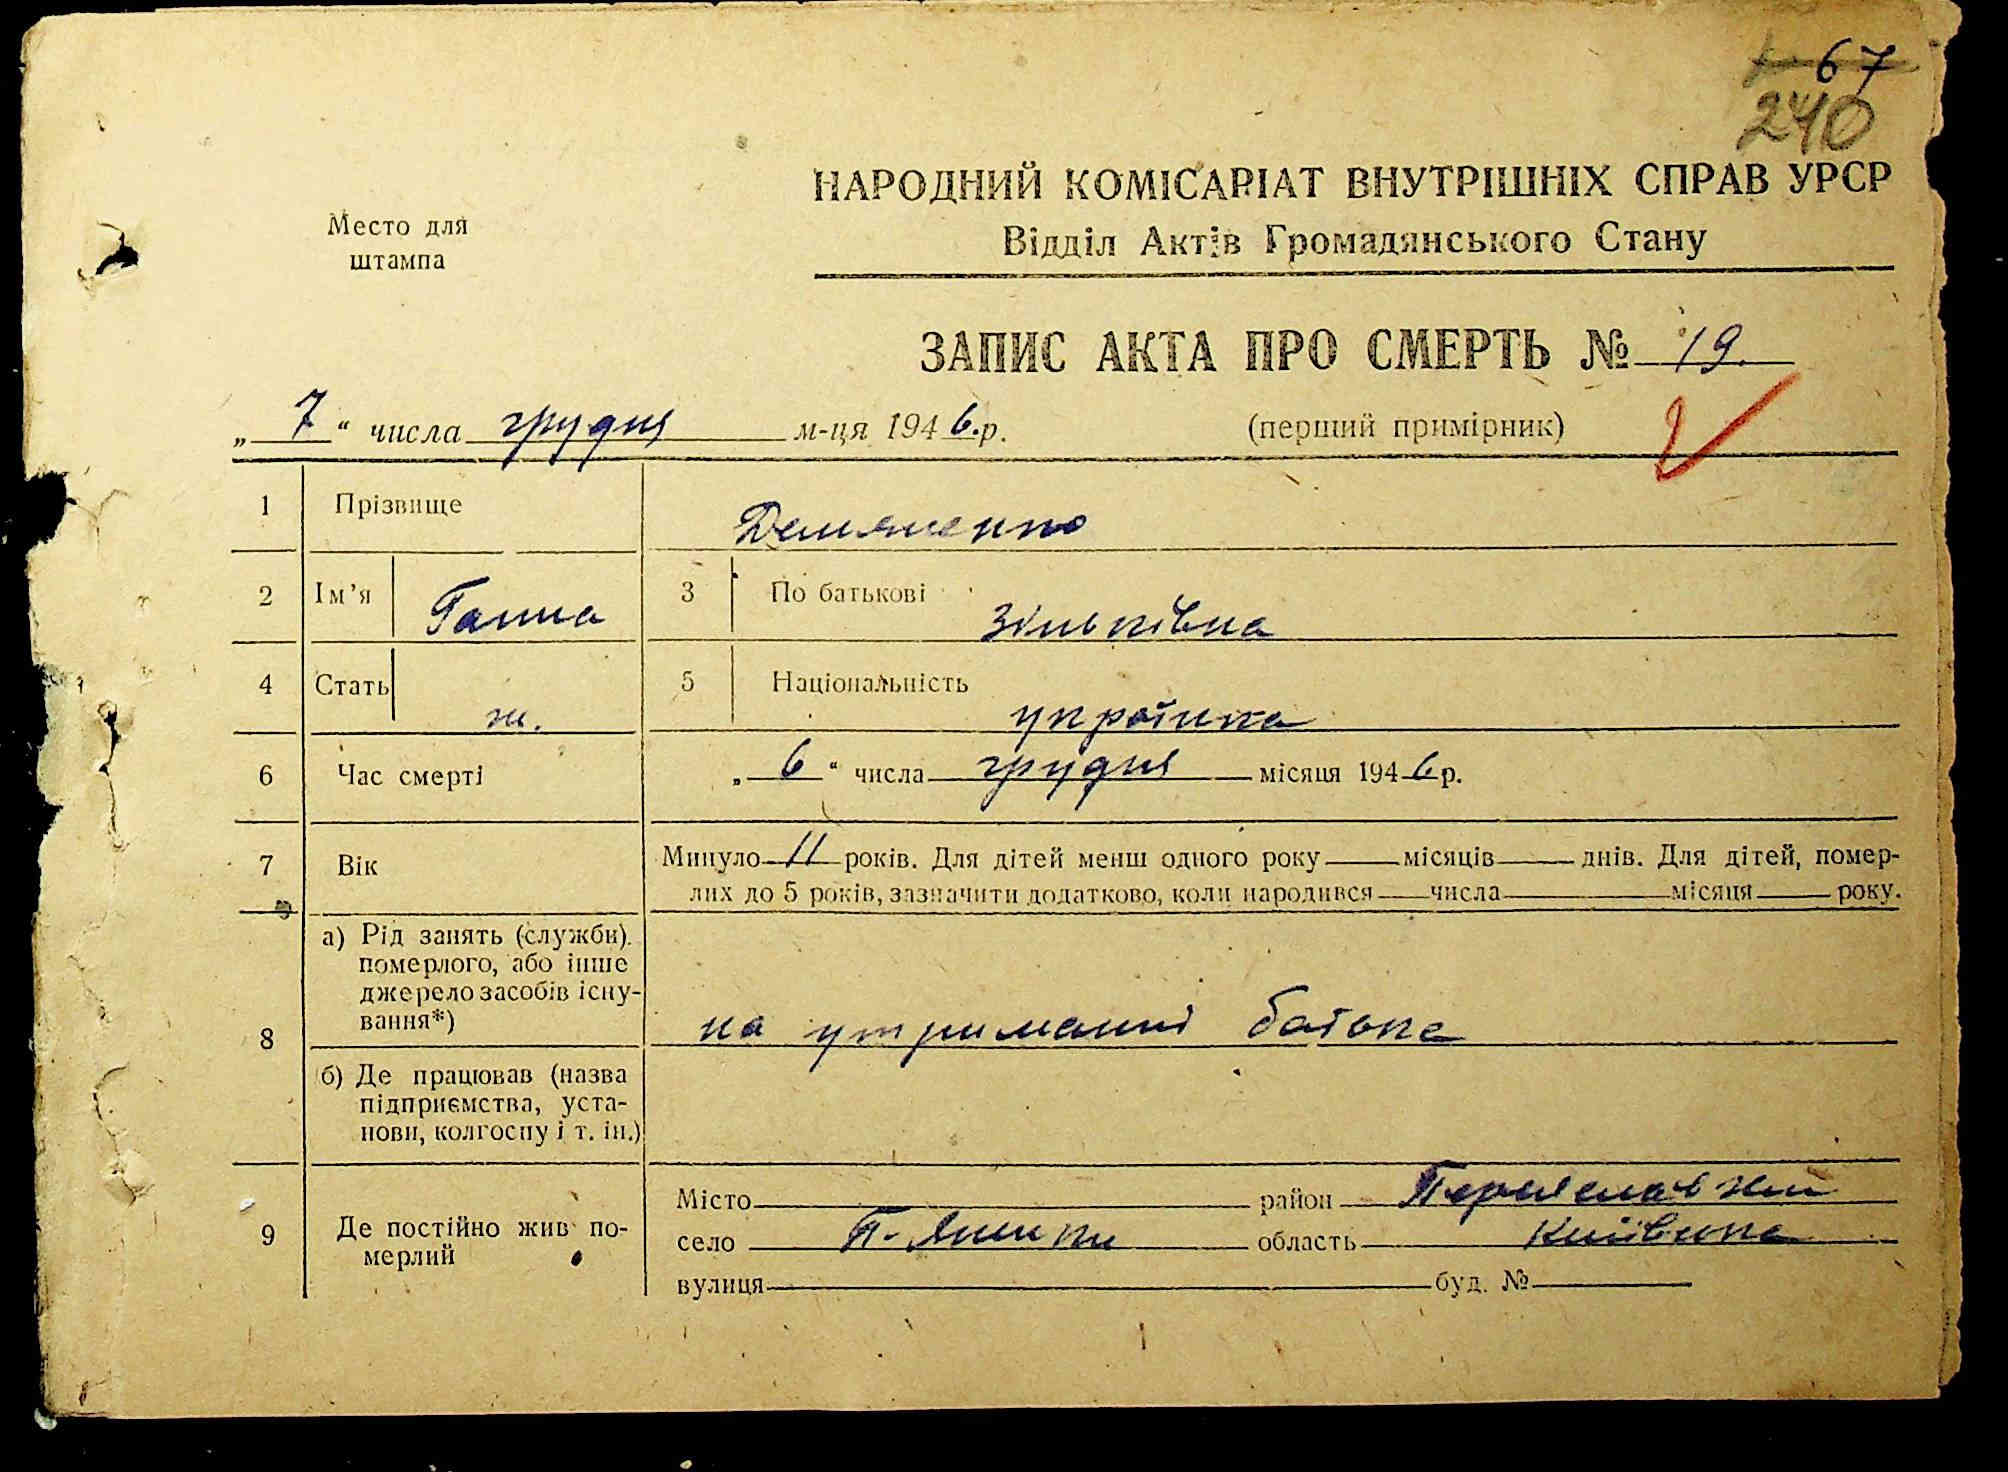 67
240
Место для
штампа
НАРОДНИЙ КОМІСАРІАТ ВНУТРІШНІХ СПРАВ УРСР
Відділ Актів Громадянського Стану
ЗАПИС АКТА ПРО СМЕРТЬ № 19.
„ 7 “ числа грудня м-ця 1946.р. (перший примірник)
1 Прізвище Демяненко
2 Ім’я Ганна 3 По батькові Зіньківна
4 Стать ж. 5 Національність українка
6 Час смерті „ 6 “ числа грудня місяця 1946р.
7 Вік Минуло 11 років. Для дітей менш одного року місяців днів. Для дітей, помер-
лих до 5 років, зазначити додатково, коли народився числа місяця року.
8 а) Рід занять (служби).
померлого, або інше
джерело засобів існу-
вання*) на утриманні батька
б) Де працював (назва
підприємства, уста-
нови, колгоспу і т. ін.)
9 Де постійно жив по-
мерлий
Місто район Переяславський
село П-Яненки область Київська
вулиця буд. №